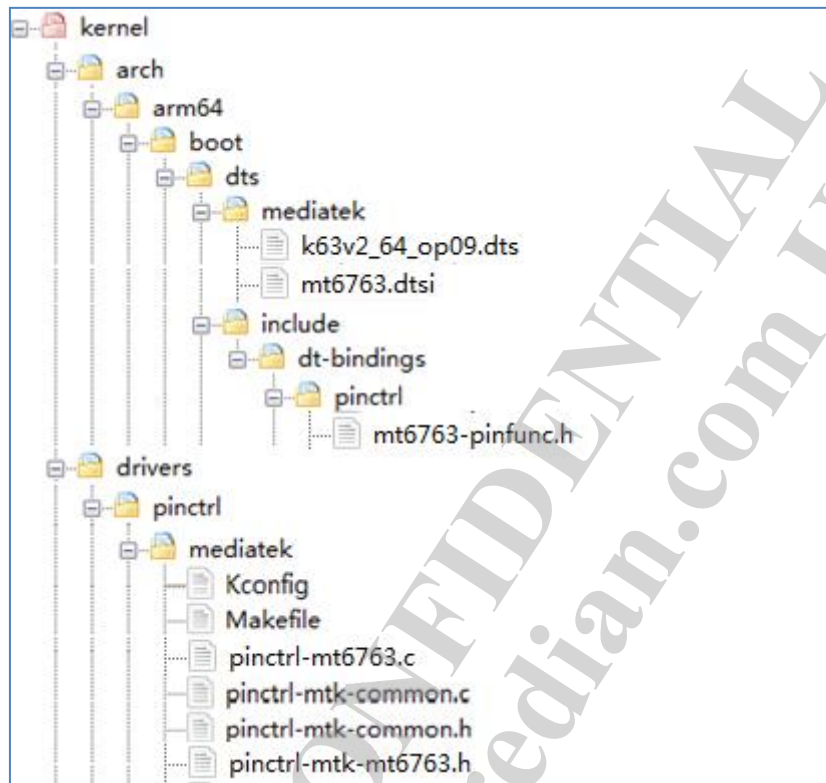 kernel
arch
arm64
boot
dts
mediatek
k63v2_64_op09.dts
mt6763.dtsi
include
dt-bindings
pinctrl
mt6763-pinfunc.h
drivers
pinctrl
mediatek
Kconfig
Makefile
pinctrl-mt6763.c
pinctrl-mtk-common.c
pinctrl-mtk-common.h
pinctrl-mtk-mt6763.h